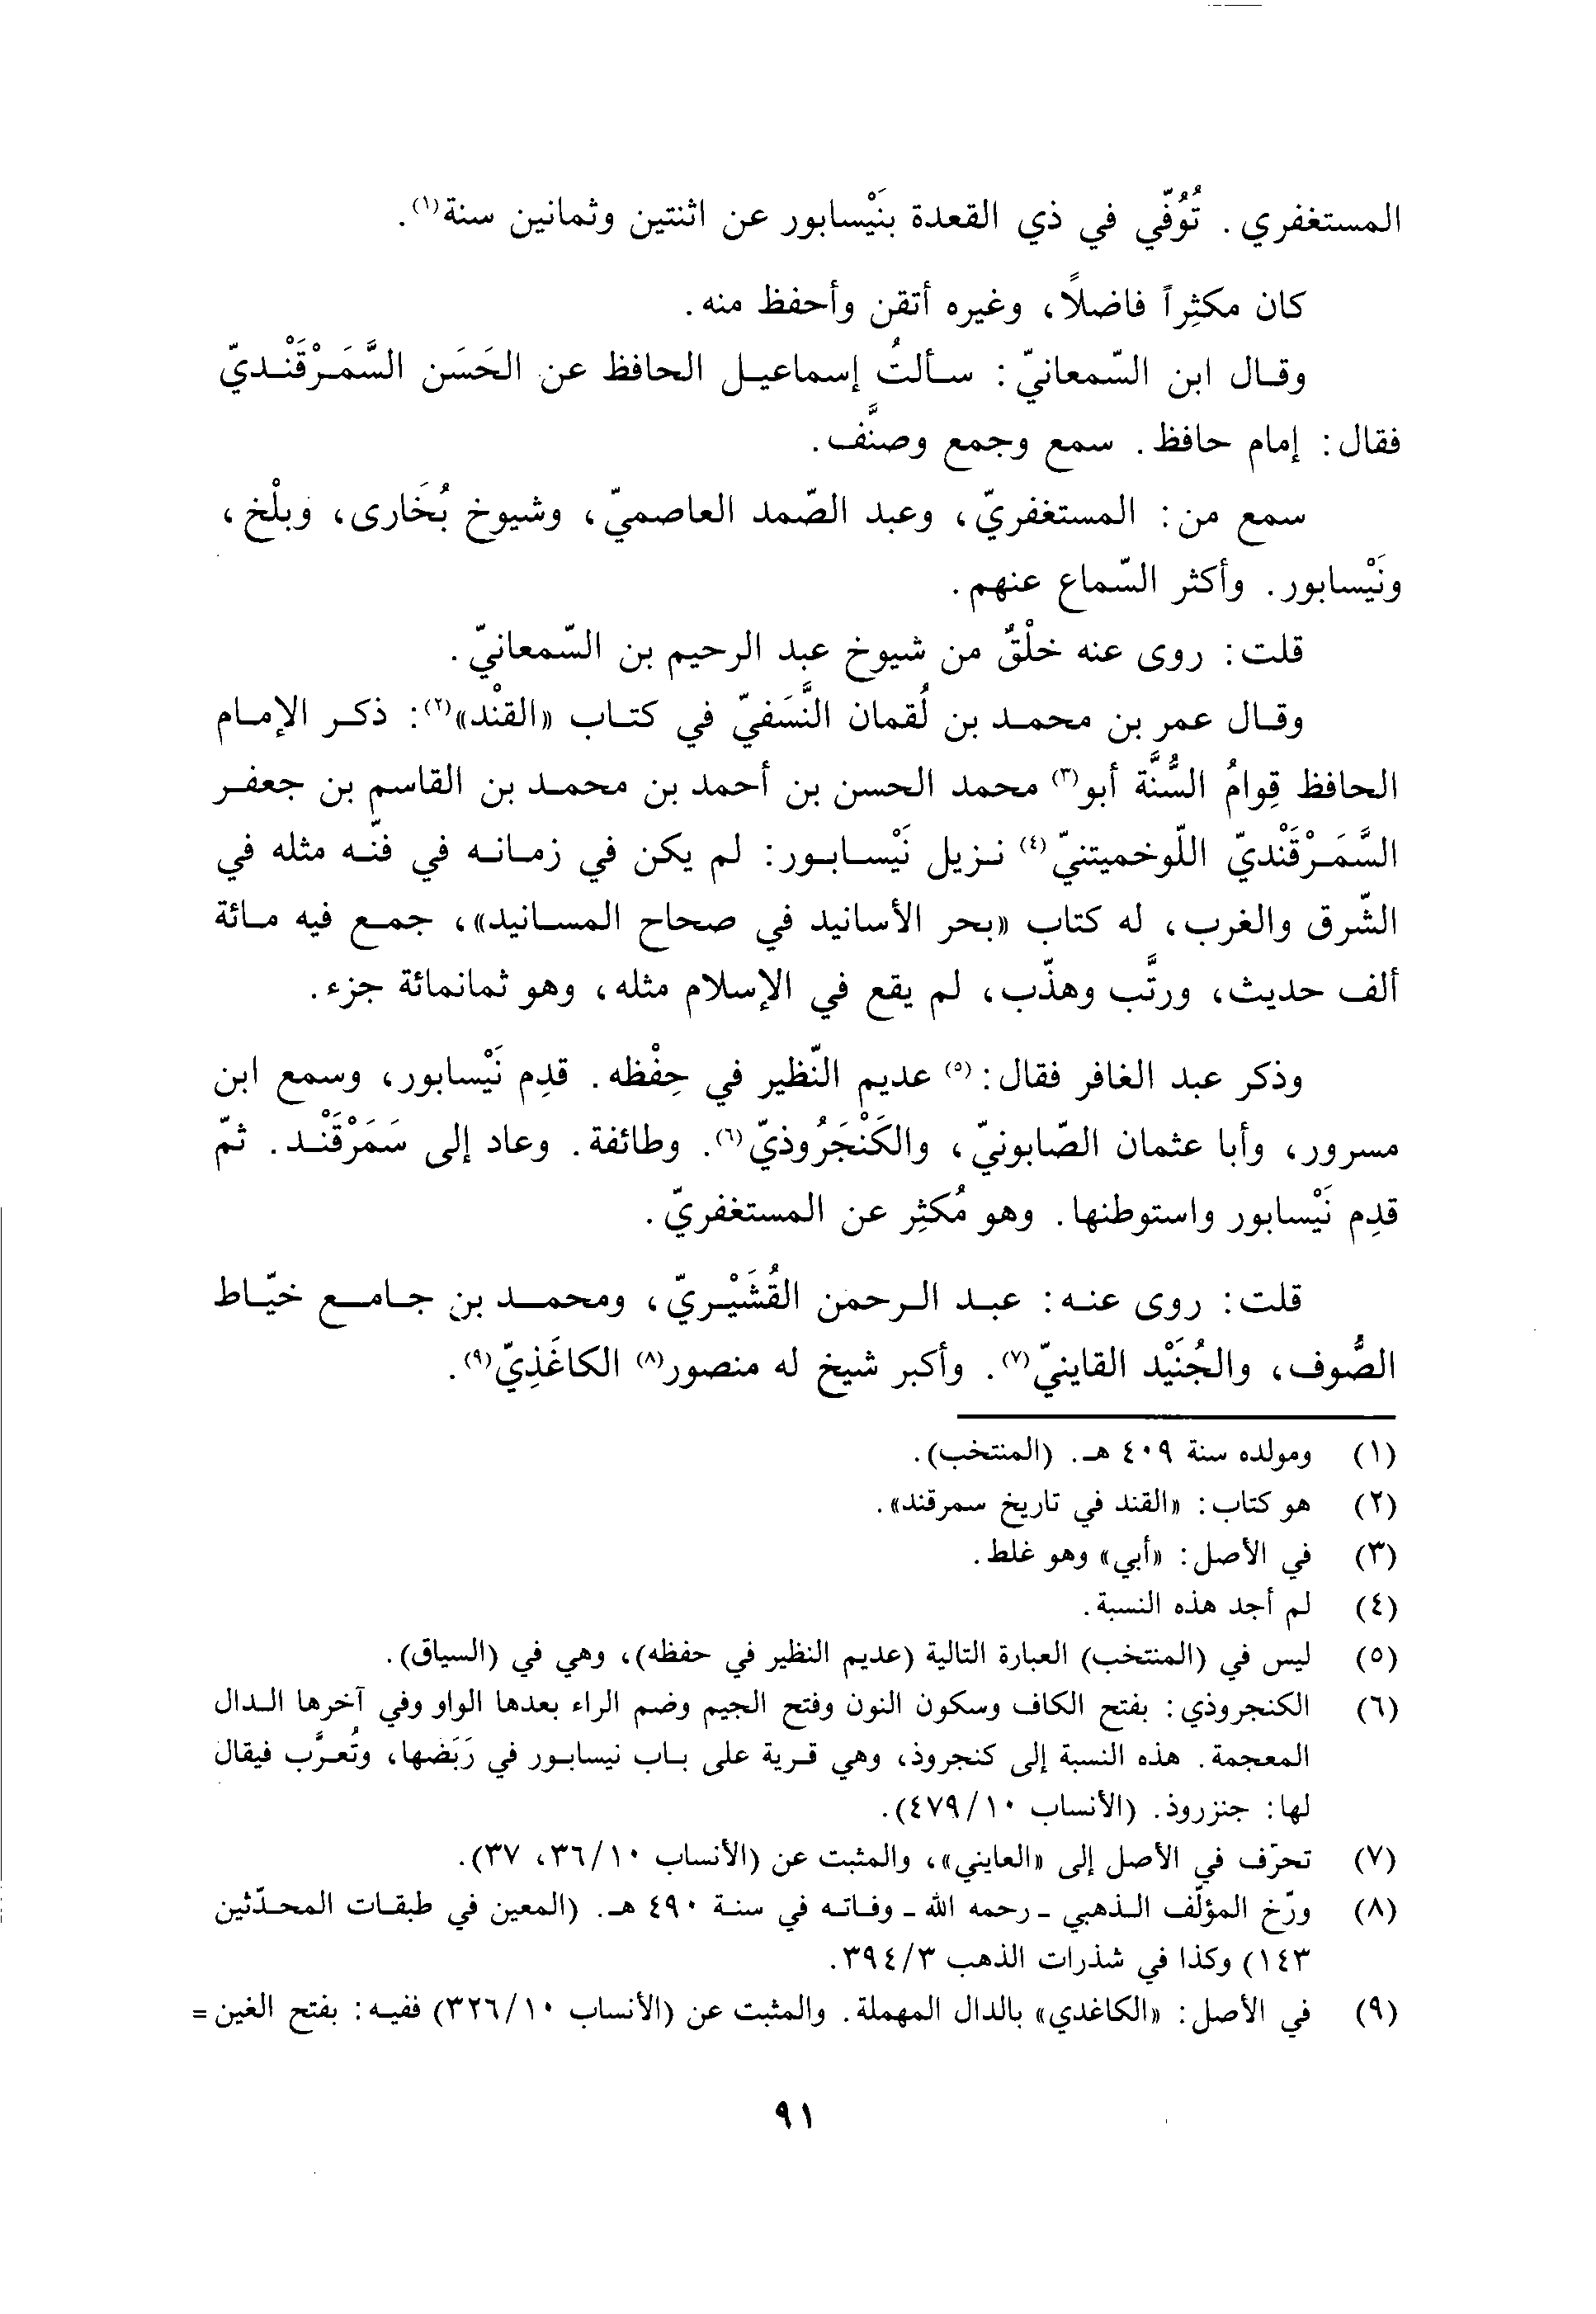 المستغفري. تُوُفّي في ذي القعدة بنَيْسابور عن اثنتين وثمانين سنة(١).
كان مكثِراً فاضلاً، وغيره أتقن وأحفظ منه.
وقال ابن السّمعانيّ: سألتُ إسماعيل الحافظ عن الحَسَن السَّمَرْقَنْديّ
فقال: إمام حافظ. سمع وجمع وصنَّف.
سمع من: المستغفريّ، وعبد الصّمد العاصميّ، وشيوخ بُخَارى، وبلْخ،
ونَيْسابور. وأكثر السّماع عنهم.
قلت: روى عنه خلْقٌ من شيوخ عبد الرحيم بن السّمعانيّ.
وقال عمر بن محمد بن لُقمان النَّسَفيّ في كتاب «القنْد»(٢): ذكر الإمام
الحافظ قِوامُ السُّنَّة أبو(٣) محمد الحسن بن أحمد بن محمد بن القاسم بن جعفر
السَّمَرْقَنْديّ اللّوخميتنيّ(٤) نزيل نَيْسابور: لم يكن في زمانه في فنّه مثله في
الشّرق والغرب، له كتاب «بحر الأسانيد في صحاح المسانيد»، جمع فيه مائة
ألف حديث، ورتَّب وهذّب، لم يقع في الإسلام مثله، وهو ثمانمائة جزء.
وذكر عبد الغافر فقال:(٥) عديم النّظير في حِفْظه. قدِم نَيْسابور، وسمع ابن
مسرور، وأبا عثمان الصّابونيّ، والكَنْجَرُوذيّ(٦). وطائفة. وعاد إلى سَمَرْقَنْد. ثمّ
قدِم نَيْسابور واستوطنها. وهو مُكثِر عن المستغفريّ.
قلت: روى عنه: عبد الرحمن القُشَيْريّ، ومحمد بن جامع خيّاط
الصُّوف، والجُنَيْد القاينيّ(٧). وأكبر شيخ له منصور(٨) الكاغَذِيّ(٩).
(١) ومولده سنة ٤٠٩ هـ. (المنتخب).
(٢) هو كتاب: «القند في تاريخ سمرقند».
(٣) في الأصل: «أبي» وهو غلط.
(٤) لم أجد هذه النسبة.
(٥) ليس في (المنتخب) العبارة التالية (عديم النظير في حفظه)، وهي في (السياق).
(٦) الكنجروذي: بفتح الكاف وسكون النون وفتح الجيم وضم الراء بعدها الواو وفي آخرها الدال
المعجمة. هذه النسبة إلى كنجروذ، وهي قرية على باب نيسابور في رَبَضها، وتُعرَّب فيقال
لها: جنزروذ. (الأنساب ٤٧٩/١٠).
(٧) تحرّف في الأصل إلى «العايني»، والمثبت عن (الأنساب ٣٦/١٠، ٣٧).
(٨) ورّخ المؤلّف الذهبي - رحمه الله - وفاته في سنة ٤٩٠ هـ. (المعين في طبقات المحدّثين
١٤٣) وكذا في شذرات الذهب ٣٩٤/٣.
(٩) في الأصل: «الكاغدي» بالدال المهملة. والمثبت عن (الأنساب ٣٢٦/١٠) ففيه: بفتح الغين =
٩١